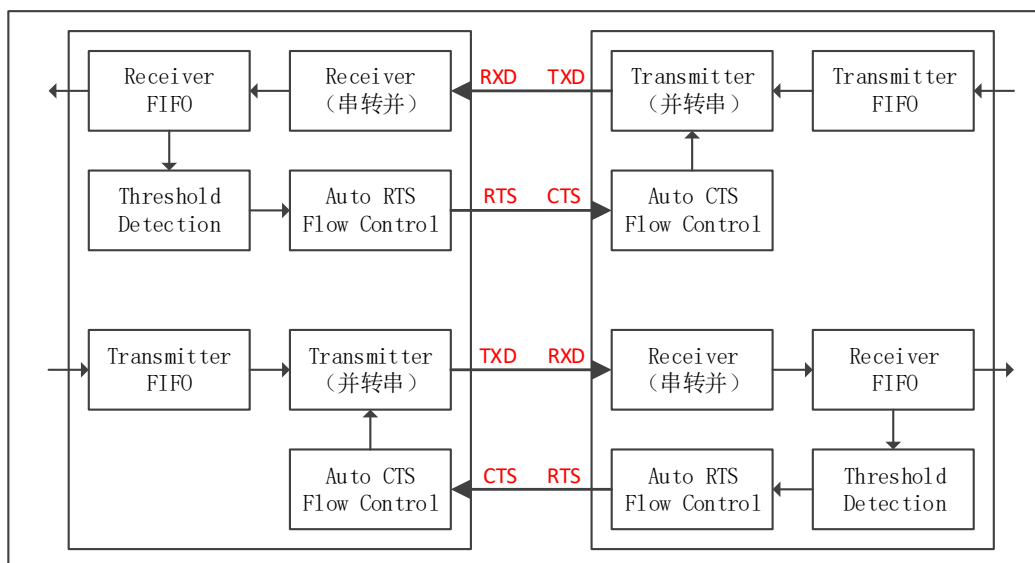 Receiver
FIFO
Receiver
（串转并）
RXD
TXD
Transmitter
（并转串）
Transmitter
FIFO
Threshold
Detection
Auto RTS
Flow Control
RTS
CTS
Auto CTS
Flow Control
Transmitter
FIFO
Transmitter
（并转串）
TXD
RXD
Receiver
（串转并）
Receiver
FIFO
Auto CTS
Flow Control
CTS
RTS
Auto RTS
Flow Control
Threshold
Detection